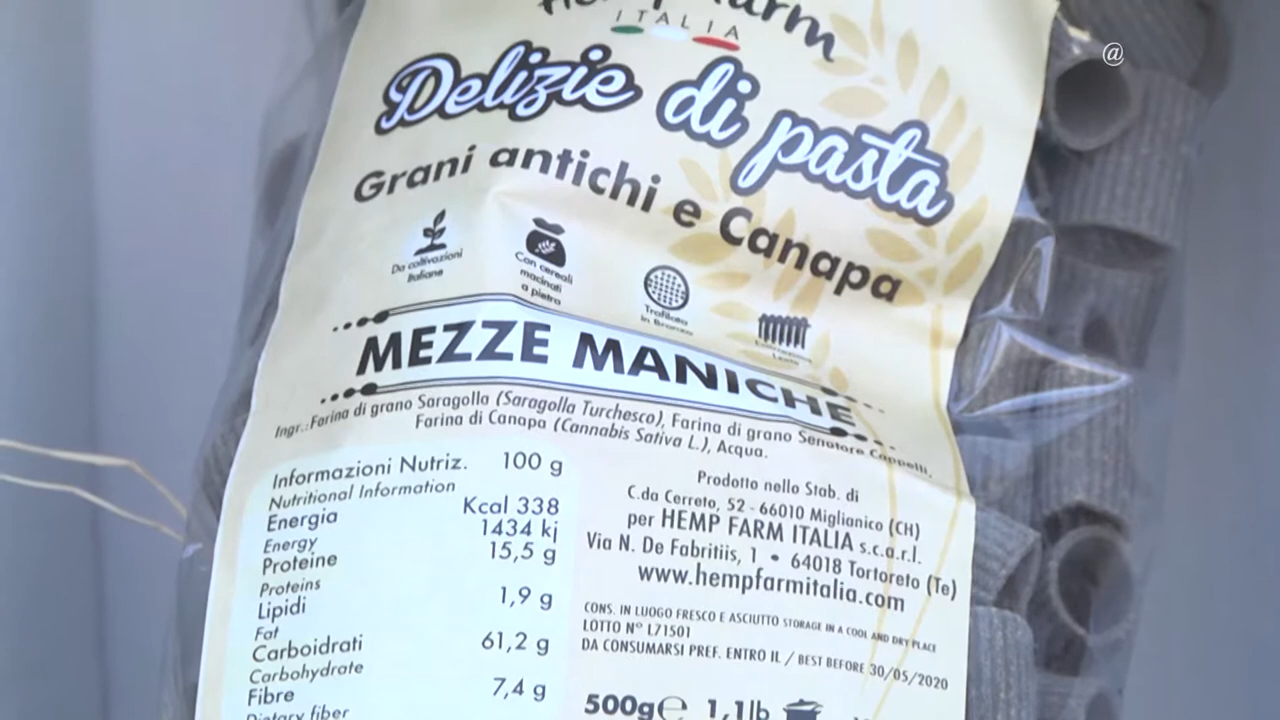 ITALIA
@
Delizie di pasta
Grani antichi e Canapa
Da coltivazioni
Italiane
Con cereali
macinati
a pietra
Trafilata
in Bronzo
MEZZE MANICHE
Ingr.: Farina di grano Saragolla (Saragolla Turchesco), Farina di grano Senatore Cappelli,
Farina di Canapa (Cannabis Sativa L.), Acqua.
Informazioni Nutriz. 100 g
Nutritional Information
Energia Kcal 338
Energy 1434 kj
Proteine 15,5 g
Proteins
Lipidi 1,9 g
Fat
Carboidrati 61,2 g
Carbohydrate
Fibre 7,4 g
Dietary fiber
Prodotto nello Stab. di
C.da Cerreto, 52 - 66010 Miglianico (CH)
per HEMP FARM ITALIA s.c.a.r.l.
Via N. De Fabritiis, 1 • 64018 Tortoreto (Te)
www.hempfarmitalia.com
CONS. IN LUOGO FRESCO E ASCIUTTO STORAGE IN A COOL AND DRY PLACE
LOTTO N° L71501
DA CONSUMARSI PREF. ENTRO IL / BEST BEFORE 30/05/2020
500g℮ 1,1lb